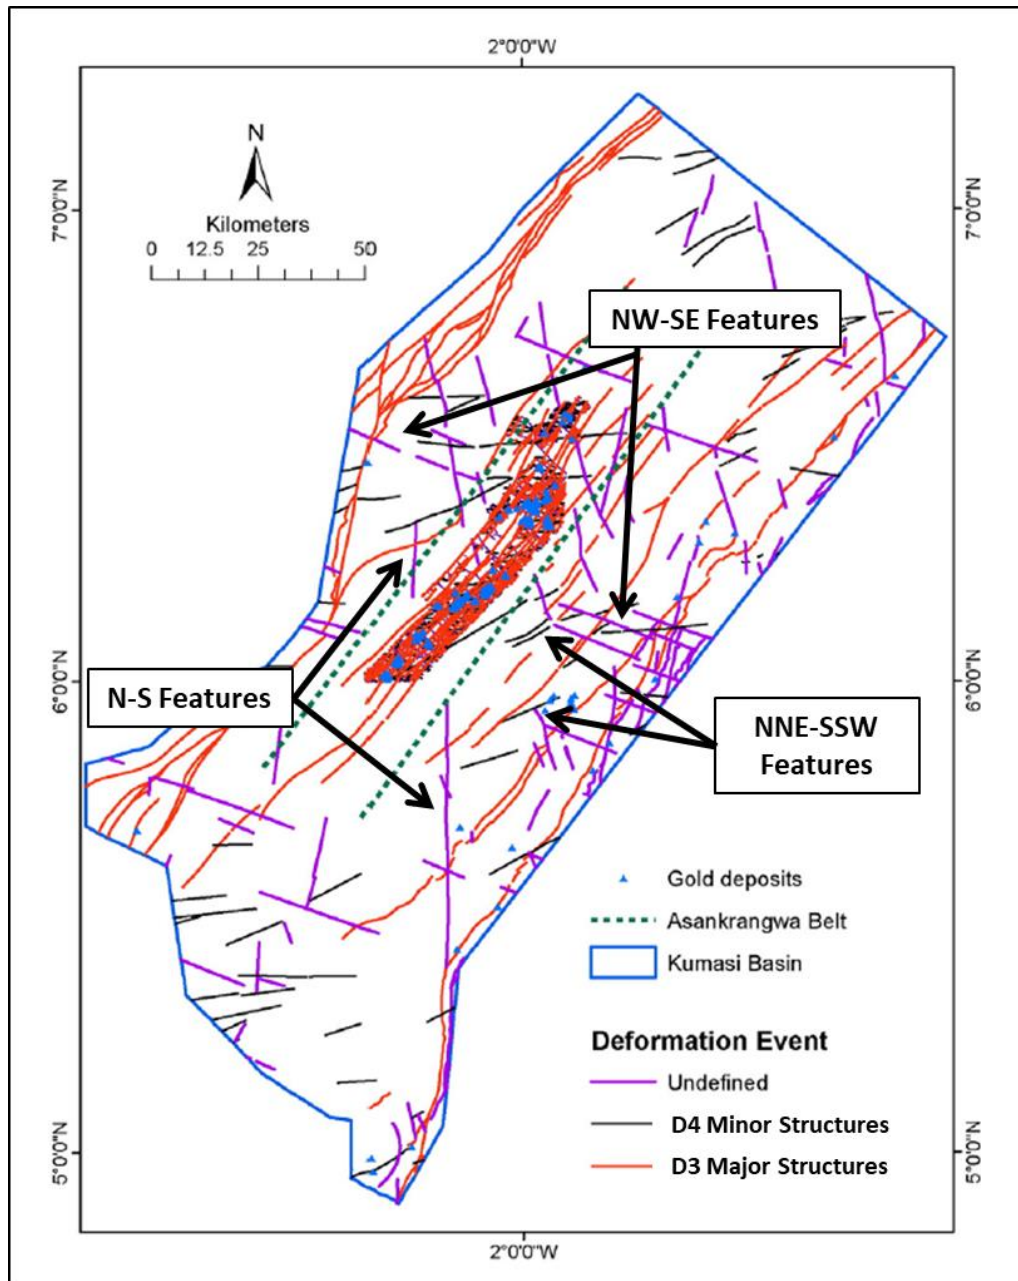 2°0'0"W
N
Kilometers
0 12.5 25 50
7°0'0"N
7°0'0"N
NW-SE Features
6°0'0"N
6°0'0"N
N-S Features
NNE-SSW
Features
Gold deposits
Asankrangwa Belt
Kumasi Basin
Deformation Event
Undefined
D4 Minor Structures
D3 Major Structures
5°0'0"N
5°0'0"N
2°0'0"W